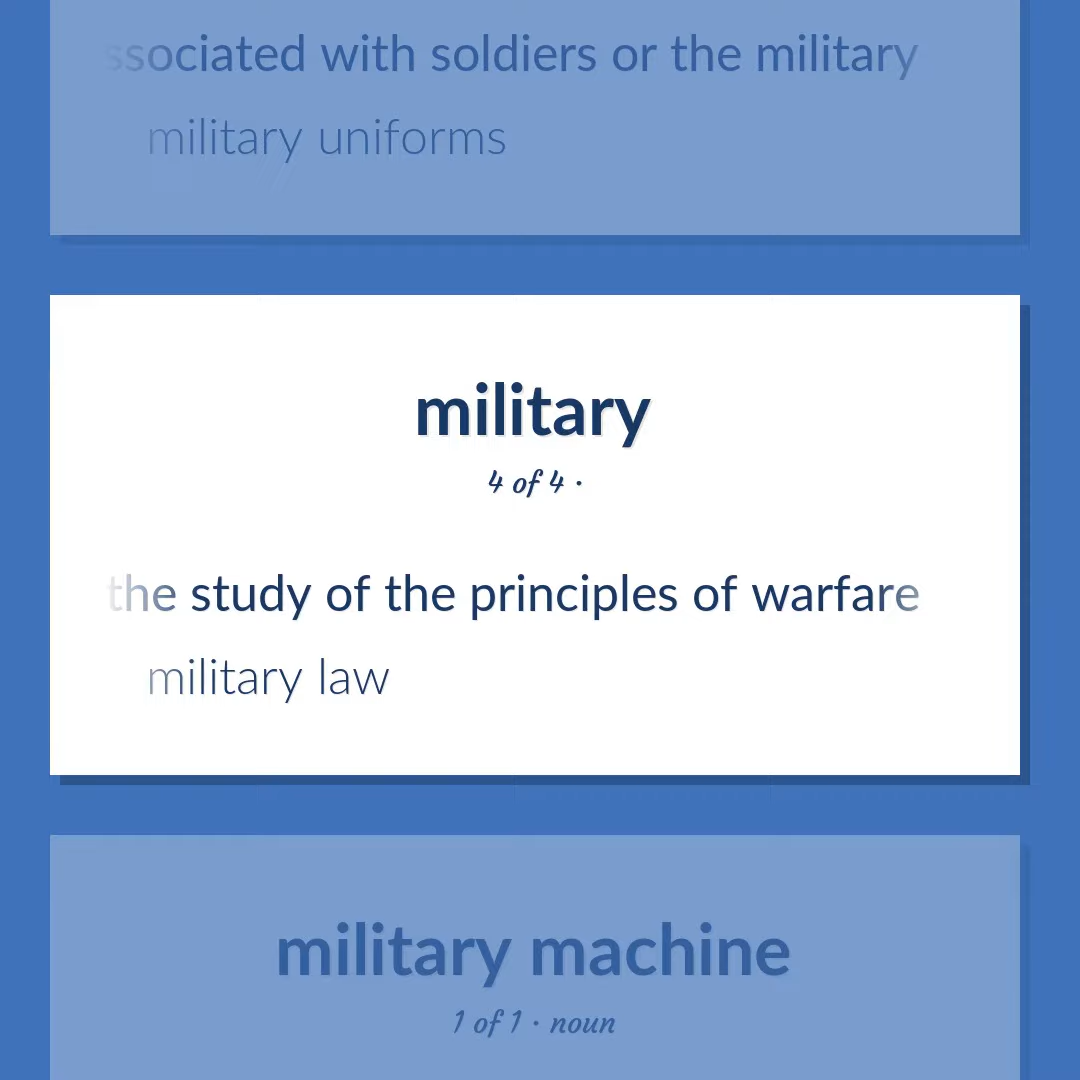 ssociated with soldiers or the military
military uniforms
military
4 of 4 ·
the study of the principles of warfare
military law
military machine
1 of 1 · noun